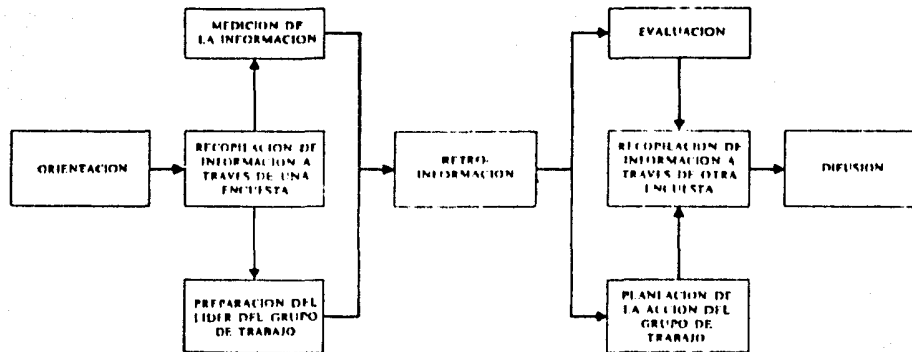 MEDICION DE
LA INFORMACION
EVALUACION
ORIENTACION
RECOPILACION DE
INFORMACION A
TRAVES DE UNA
ENCUESTA
RETRO-
INFORMACION
RECOPILACION DE
INFORMACION A
TRAVES DE OTRA
ENCUESTA
DIFUSION
PREPARACION DEL
LIDER DEL GRUPO
DE TRABAJO
PLANEACION DE
LA ACCION DEL
GRUPO DE
TRABAJO